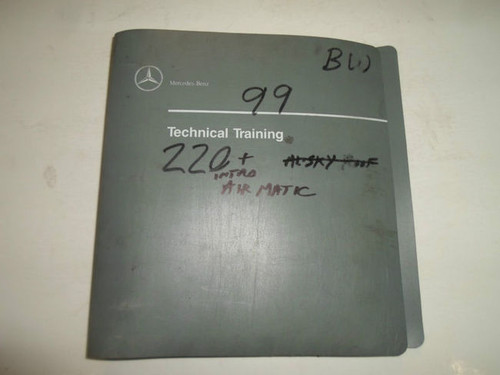 B(1)
Mercedes-Benz
99
Technical Training
220 +
INTRO
AIR MATIC